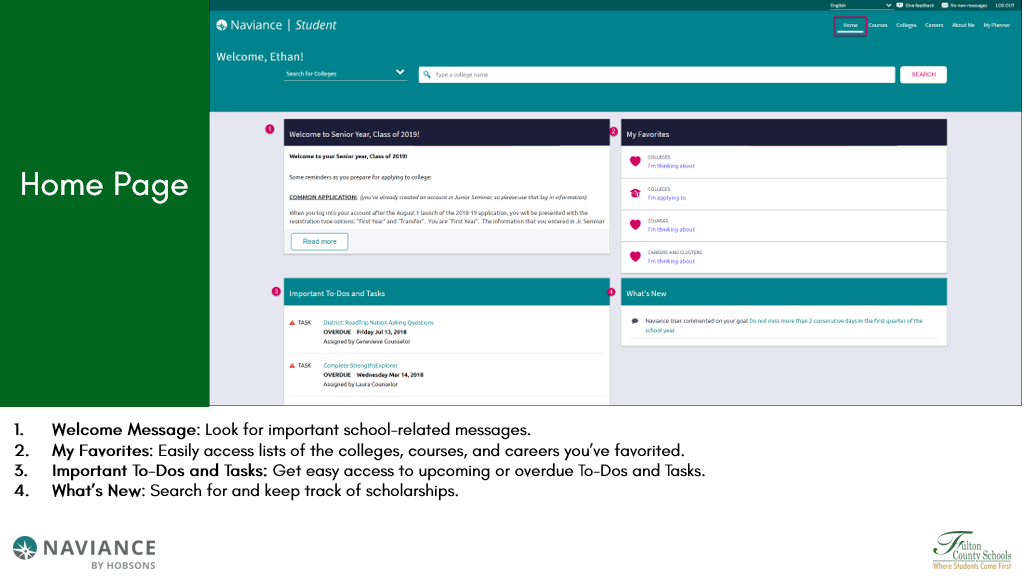 English
Give feedback
No new messages
LOG OUT
Naviance | Student
Home Courses Colleges Careers About Me My Planner
Welcome, Ethan!
Search for Colleges
Type a college name
SEARCH
Home Page
1
Welcome to Senior Year, Class of 2019!
Welcome to your Senior year, Class of 2019!
Some reminders as you prepare for applying to college:
COMMON APPLICATION: (you've already created an account in Junior Seminar, so please use that log in information).
When you log into your account after the August 1 launch of the 2018-19 application, you will be presented with the
registration type options: "First Year" and "Transfer". You are "First Year". The information that you entered in Jr. Seminar
Read more
2
My Favorites
COLLEGES
I'm thinking about
COLLEGES
I'm applying to
COURSES
I'm thinking about
CAREERS AND CLUSTERS
I'm thinking about
3
Important To-Dos and Tasks
TASK
District: RoadTrip Nation Asking Questions
OVERDUE Friday Jul 13, 2018
Assigned by Genevieve Counselor
TASK
Complete StrengthsExplorer
OVERDUE Wednesday Mar 14, 2018
Assigned by Laura Counselor
4
What's New
Naviance User commented on your goal Do not miss more than 2 consecutive days in the first quarter of the
school year.
1. Welcome Message: Look for important school-related messages.
2. My Favorites: Easily access lists of the colleges, courses, and careers you've favorited.
3. Important To-Dos and Tasks: Get easy access to upcoming or overdue To-Dos and Tasks.
4. What's New: Search for and keep track of scholarships.
NAVIANCE
BY HOBSONS
Fulton
County Schools
Where Students Come First